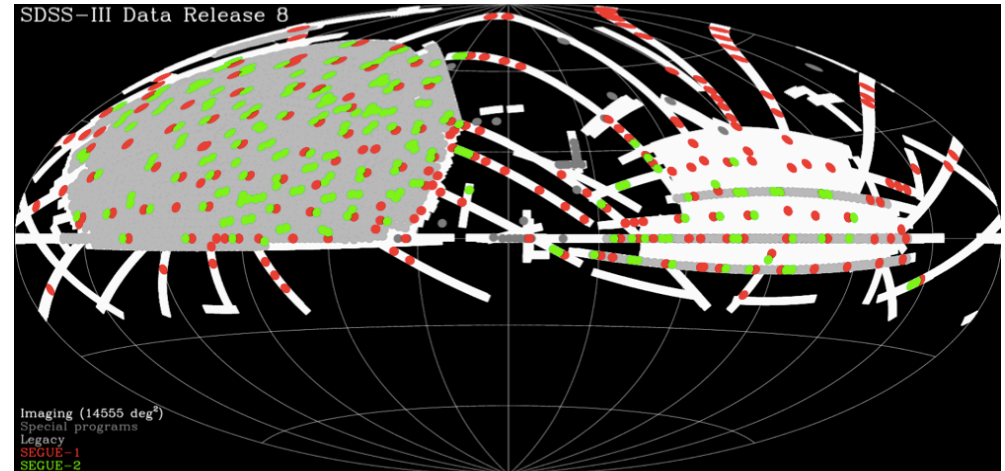 SDSS-III Data Release 8
Imaging (14555 deg²)
Special programs
Legacy
SEGUE-1
SEGUE-2